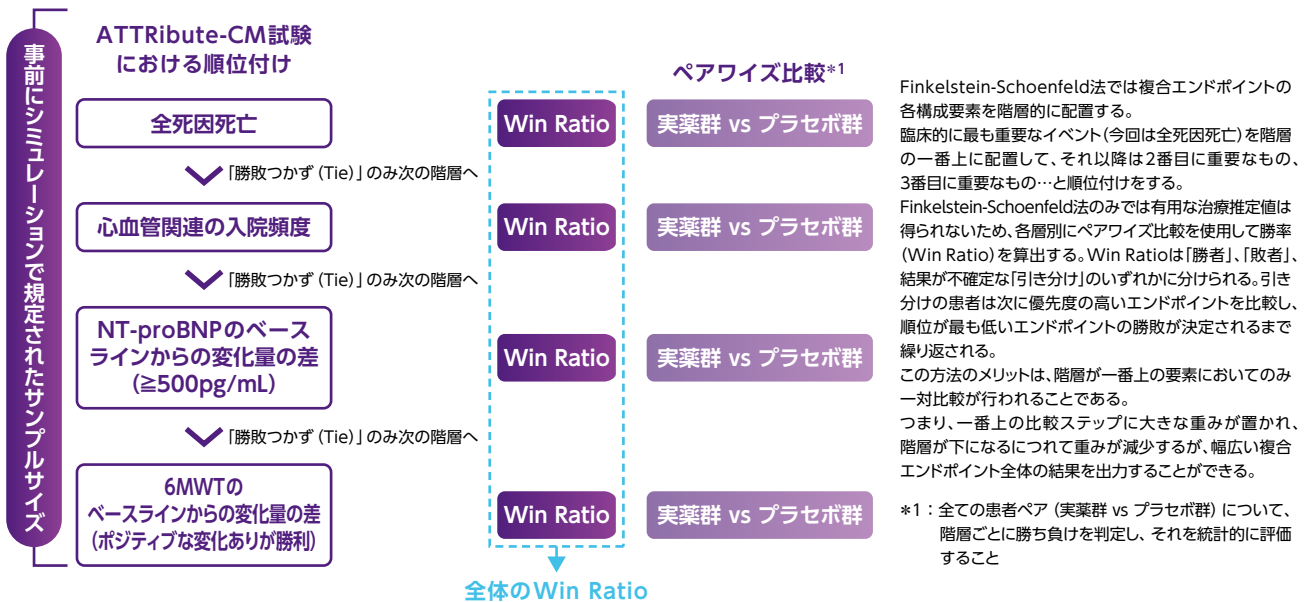 事前にシミュレーションで規定されたサンプルサイズ
ATTRibute-CM試験
における順位付け
ペアワイズ比較*1
全死因死亡
Win Ratio
実薬群 vs プラセボ群
「勝敗つかず (Tie)」のみ次の階層へ
心血管関連の入院頻度
Win Ratio
実薬群 vs プラセボ群
「勝敗つかず (Tie)」のみ次の階層へ
NT-proBNPのベース
ラインからの変化量の差
(≧500pg/mL)
Win Ratio
実薬群 vs プラセボ群
「勝敗つかず (Tie)」のみ次の階層へ
6MWTの
ベースラインからの変化量の差
(ポジティブな変化ありが勝利)
Win Ratio
実薬群 vs プラセボ群
全体のWin Ratio
Finkelstein-Schoenfeld法では複合エンドポイントの
各構成要素を階層的に配置する。
臨床的に最も重要なイベント(今回は全死因死亡)を階層
の一番上に配置して、それ以降は2番目に重要なもの、
3番目に重要なもの…と順位付けをする。
Finkelstein-Schoenfeld法のみでは有用な治療推定値は
得られないため、各層別にペアワイズ比較を使用して勝率
(Win Ratio)を算出する。Win Ratioは「勝者」、「敗者」、
結果が不確定な「引き分け」のいずれかに分けられる。引き
分けの患者は次に優先度の高いエンドポイントを比較し、
順位が最も低いエンドポイントの勝敗が決定されるまで
繰り返される。
この方法のメリットは、階層が一番上の要素においてのみ
一対比較が行われることである。
つまり、一番上の比較ステップに大きな重みが置かれ、
階層が下になるにつれて重みが減少するが、幅広い複合
エンドポイント全体の結果を出力することができる。
*1：全ての患者ペア (実薬群 vs プラセボ群) について、
階層ごとに勝ち負けを判定し、それを統計的に評価
すること